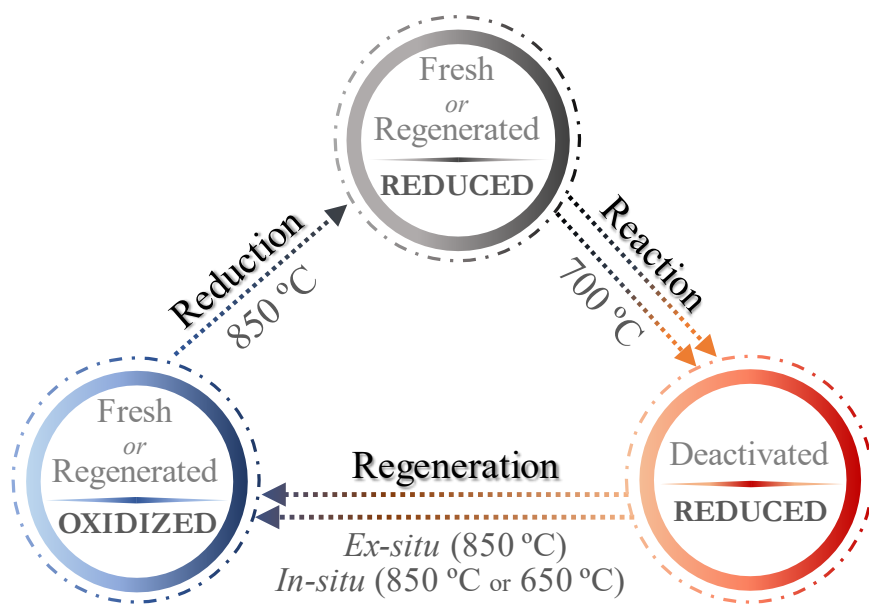 Fresh
or
Regenerated
REDUCED
Reduction
850 ºC
Reaction
700 ºC
Fresh
or
Regenerated
OXIDIZED
Regeneration
Ex-situ (850 ºC)
In-situ (850 ºC or 650 ºC)
Deactivated
REDUCED